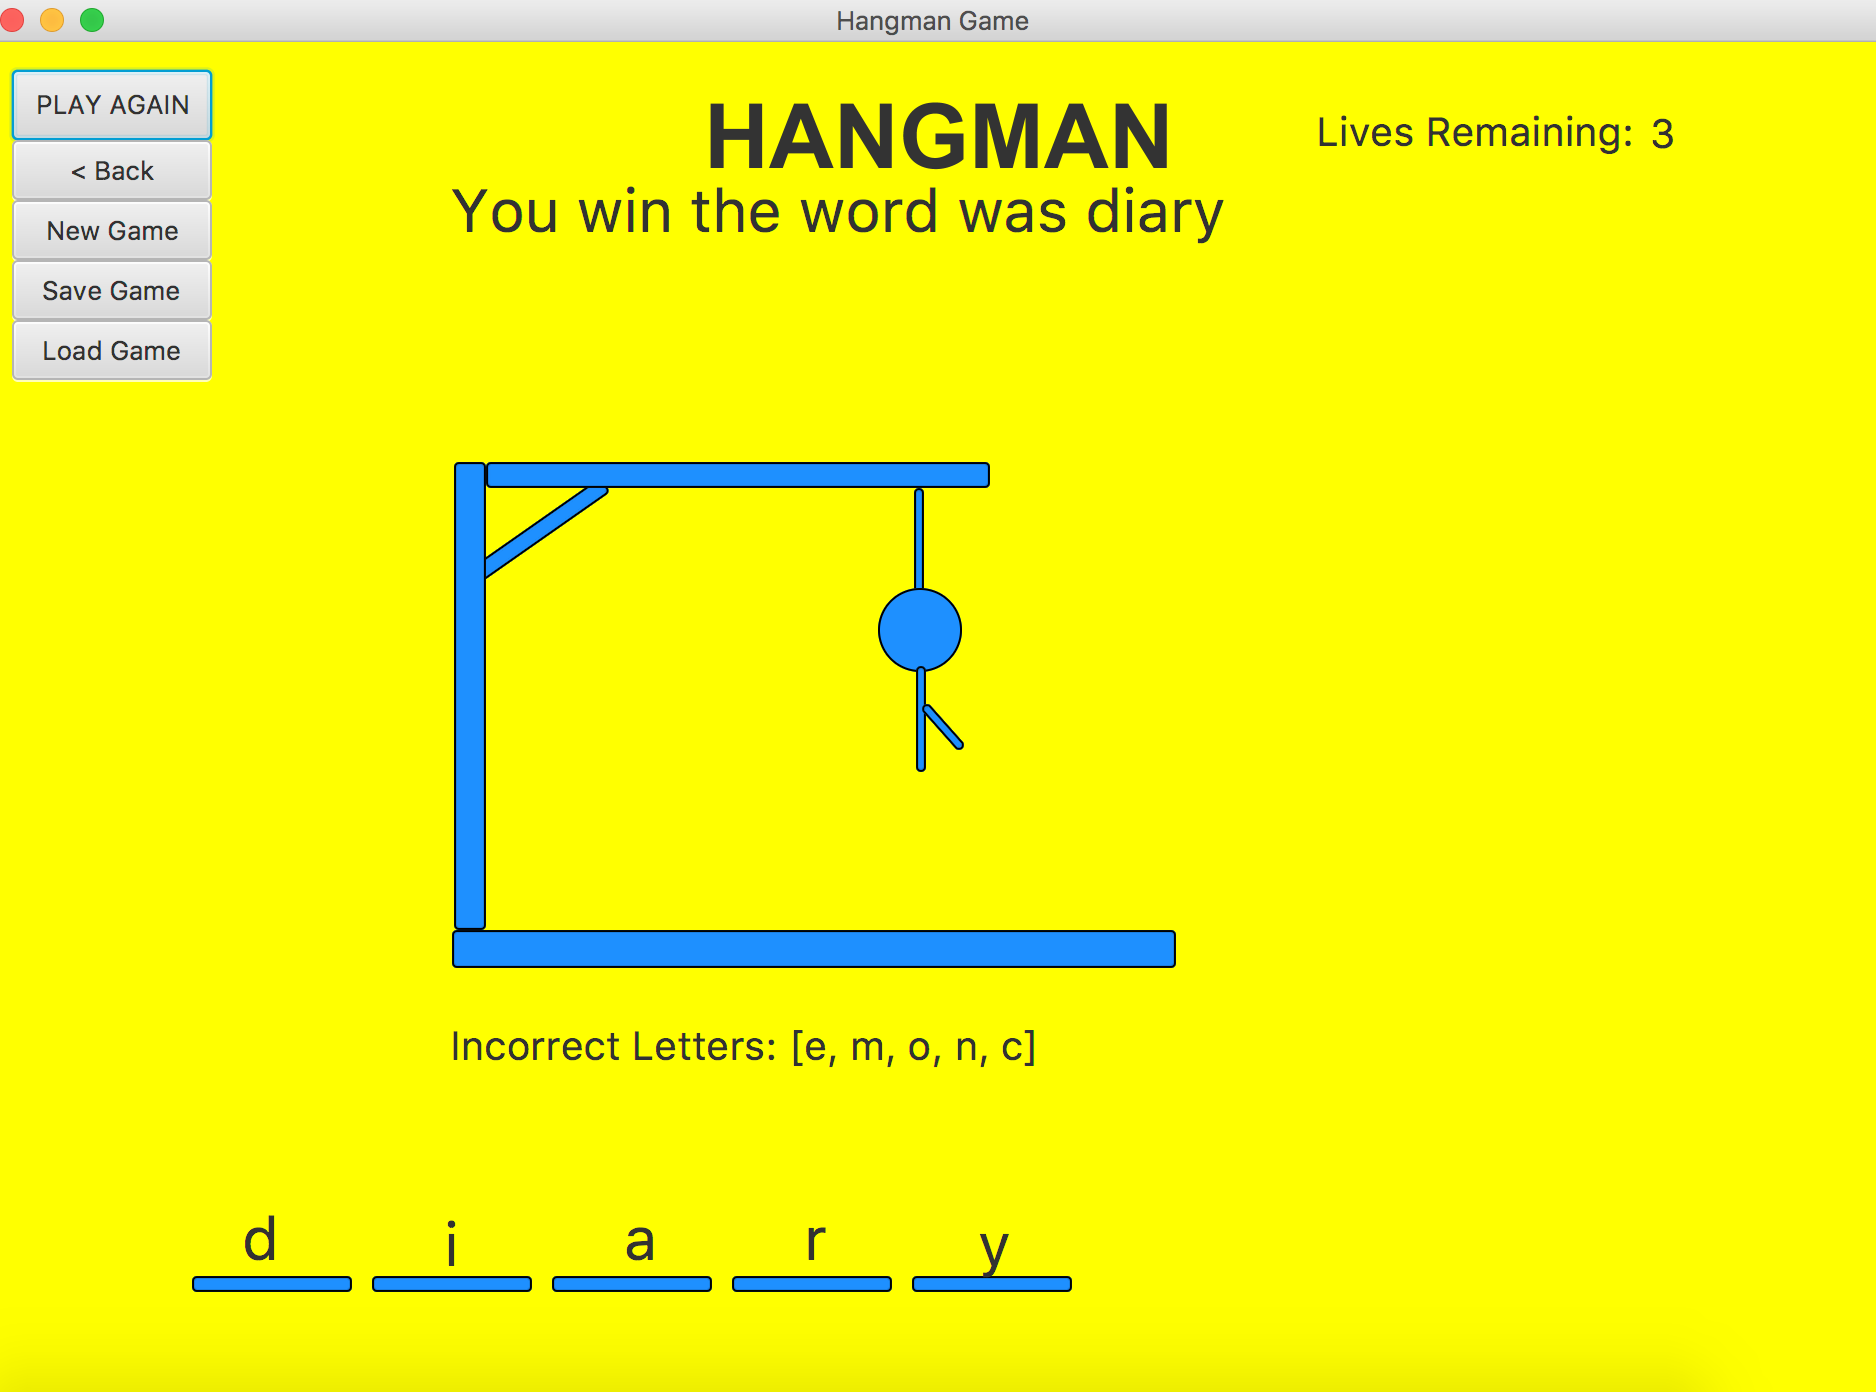 Hangman Game
PLAY AGAIN
< Back
New Game
Save Game
Load Game
HANGMAN
Lives Remaining: 3
You win the word was diary
Incorrect Letters: [e, m, o, n, c]
d i a r y